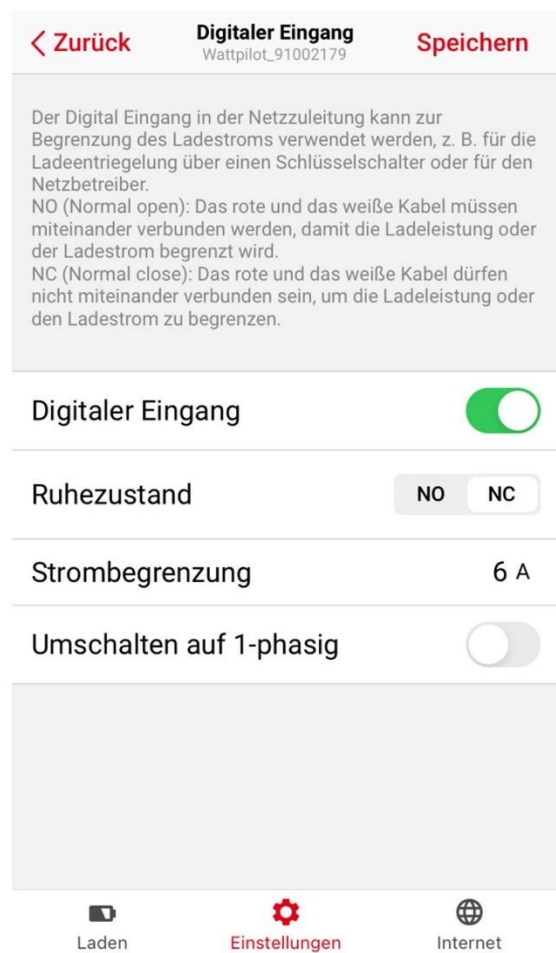 Zurück
Digitaler Eingang
Wattpilot_91002179
Speichern
Der Digital Eingang in der Netzzuleitung kann zur
Begrenzung des Ladestroms verwendet werden, z. B. für die
Ladeentriegelung über einen Schlüsselschalter oder für den
Netzbetreiber.
NO (Normal open): Das rote und das weiße Kabel müssen
miteinander verbunden werden, damit die Ladeleistung oder
der Ladestrom begrenzt wird.
NC (Normal close): Das rote und das weiße Kabel dürfen
nicht miteinander verbunden sein, um die Ladeleistung oder
den Ladestrom zu begrenzen.
Digitaler Eingang
Ruhezustand NO NC
Strombegrenzung 6 A
Umschalten auf 1-phasig
Laden Einstellungen Internet